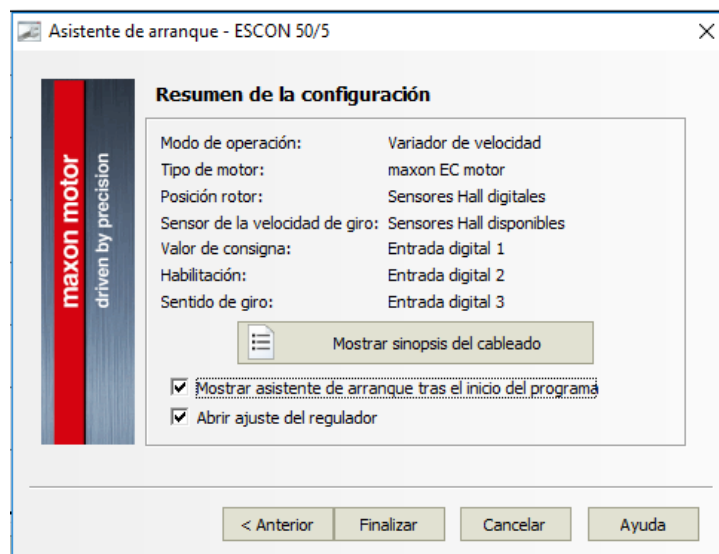 Asistente de arranque - ESCON 50/5
maxon motor
driven by precision
Resumen de la configuración
Modo de operación: Variador de velocidad
Tipo de motor: maxon EC motor
Posición rotor: Sensores Hall digitales
Sensor de la velocidad de giro: Sensores Hall disponibles
Valor de consigna: Entrada digital 1
Habilitación: Entrada digital 2
Sentido de giro: Entrada digital 3
Mostrar sinopsis del cableado
Mostrar asistente de arranque tras el inicio del programa
Abrir ajuste del regulador
< Anterior Finalizar Cancelar Ayuda